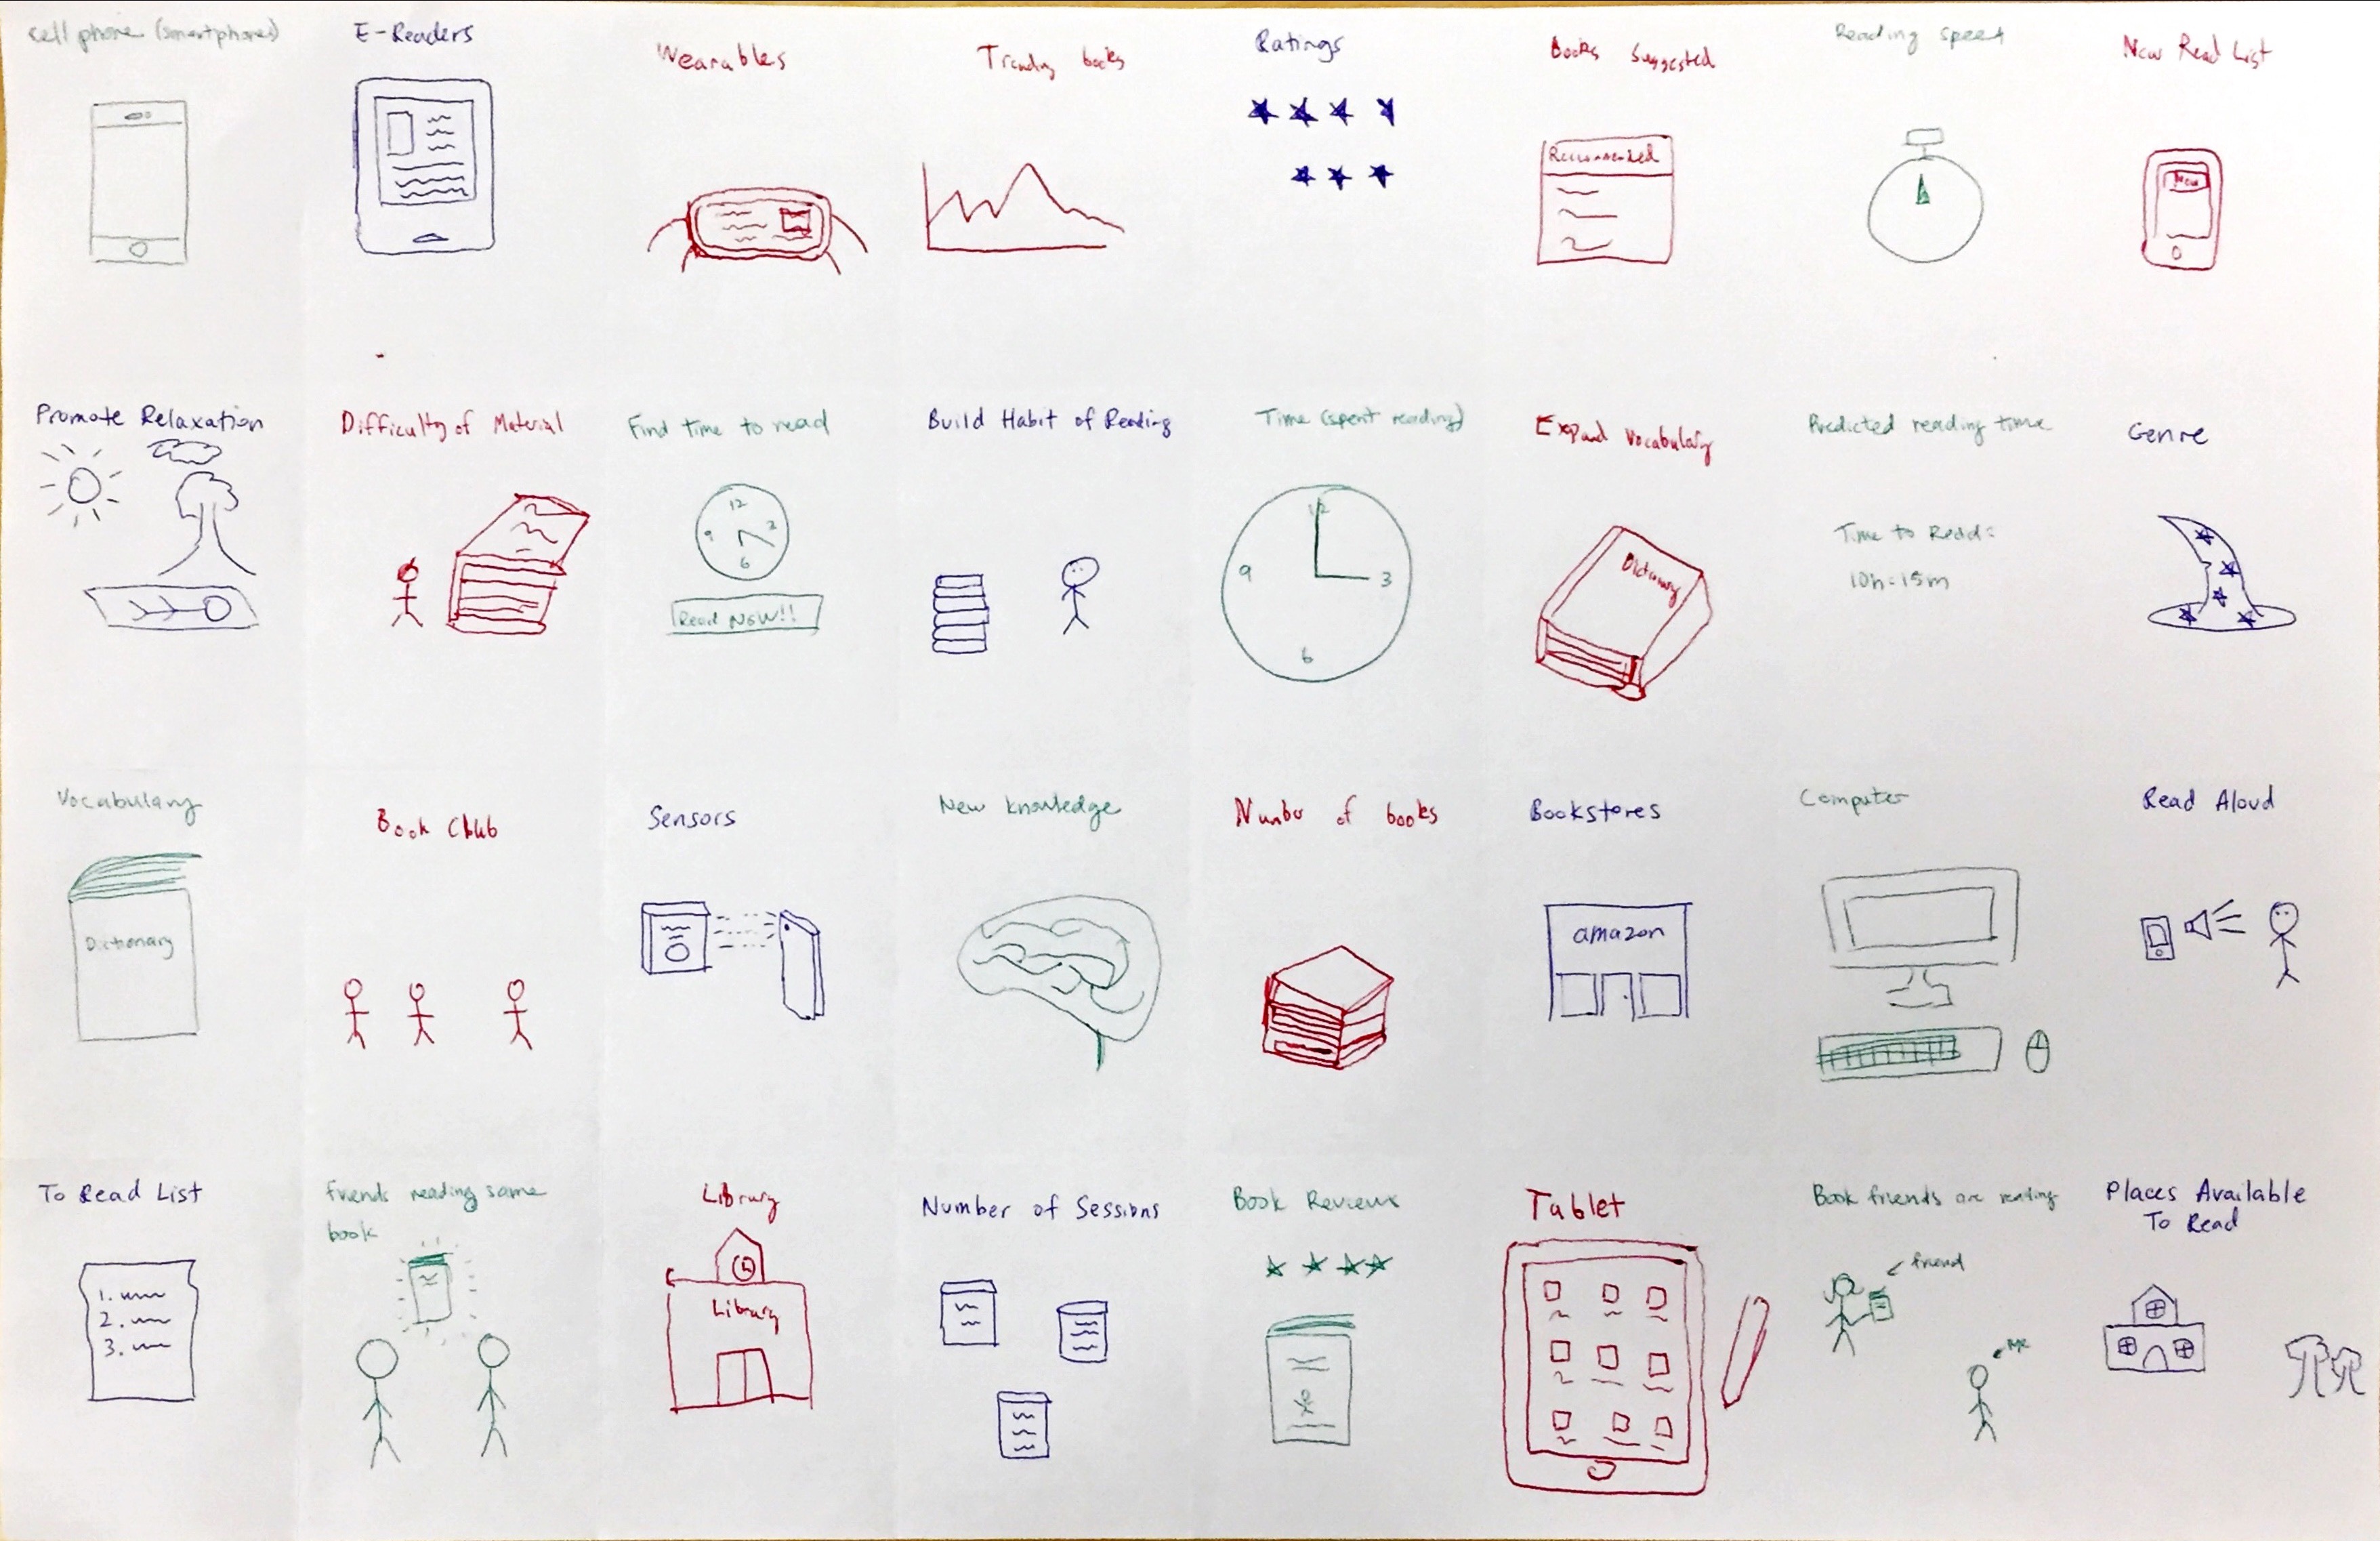 Cell phone (smartphones)
E-Readers
Wearables
Trending books
Ratings
Books Suggested
Recommended
Reading speed
New Read List
New
Promote Relaxation
Difficulty of Material
Find time to read
12
9
3
6
Read NOW!!
Build Habit of Reading
Time (spent reading)
12
9
3
6
Expand Vocabulary
Dictionary
Predicted reading time
Time to Read:
10h:15m
Genre
Vocabulary
Dictionary
Book Club
Sensors
New knowledge
Number of books
Bookstores
amazon
Computer
Read Aloud
To Read List
1.
2.
3.
Friends reading same
book
Library
Library
Number of Sessions
Book Reviews
Tablet
Book friends are reading
friend
me
Places Available
To Read